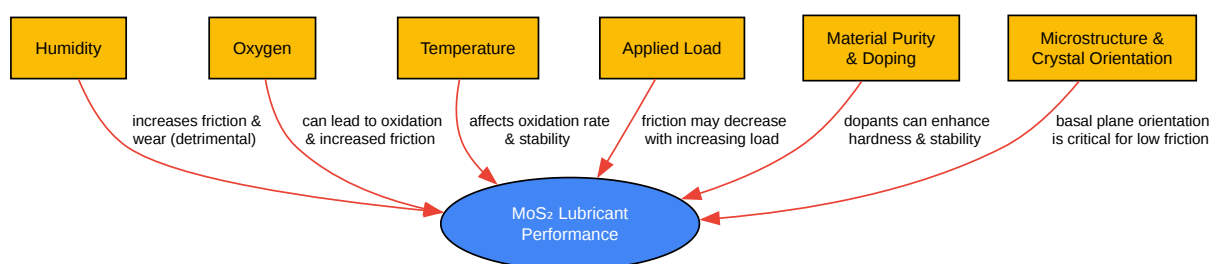 Humidity
Oxygen
Temperature
Applied Load
Material Purity
& Doping
Microstructure &
Crystal Orientation
increases friction &
wear (detrimental)
can lead to oxidation
& increased friction
affects oxidation rate
& stability
friction may decrease
with increasing load
dopants can enhance
hardness & stability
basal plane orientation
is critical for low friction
MoS₂ Lubricant
Performance